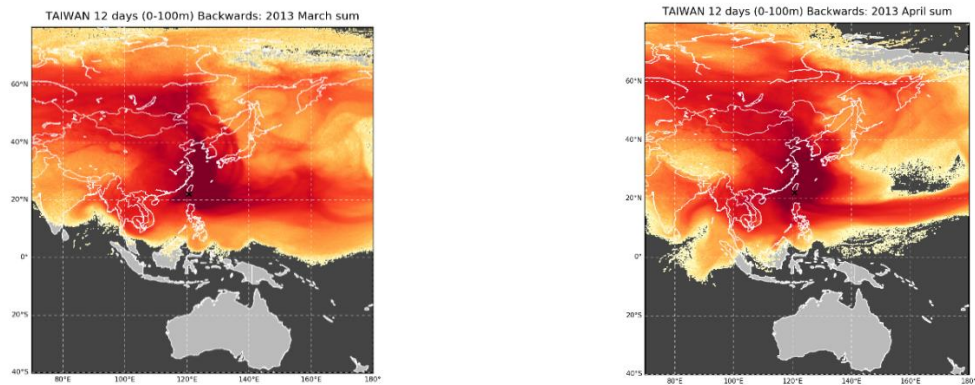 TAIWAN 12 days (0-100m) Backwards: 2013 March sum
60°N
40°N
20°N
0°
20°S
40°S
80°E
100°E
120°E
140°E
160°E
180°
TAIWAN 12 days (0-100m) Backwards: 2013 April sum
60°N
40°N
20°N
0°
20°S
40°S
80°E
100°E
120°E
140°E
160°E
180°